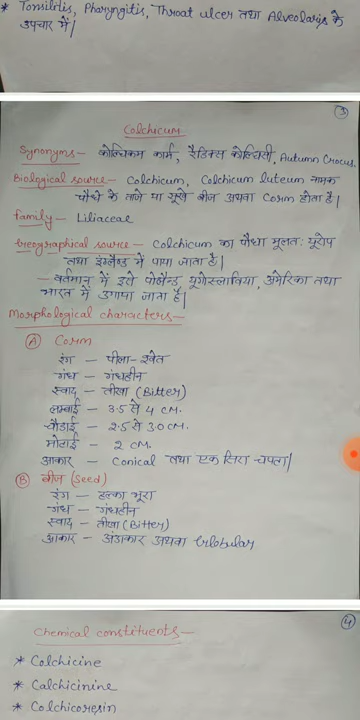 * Tonsilitis, Pharyngitis, Throat ulcer तथा Alveolaris के
उपचार में|
3
Colchicum
Synonyms- कोल्चिकम कार्म, रैडिक्स कोल्चिसी, Autumn Crocus.
Biological source- Colchicum, Colchicum luteum नामक
पौधे के ताजे या सूखे बीज अथवा Corm होता है|
family- Liliaceae
Greographical source- Colchicum का पौधा मूलतः यूरोप
तथा इंग्लैण्ड में पाया जाता है|
- वर्तमान में इसे पोलैन्ड यूगोस्लाविया, अमेरिका तथा
भारत में उगाया जाता है|
Morphological characters-
A Corm
रंग - पीला-श्वेत
गंध - गंधहीन
स्वाद - तीखा (Bitter)
लम्बाई - 3.5 से 4 CM.
चौडाई - 2.5 से 3.0 CM.
मोटाई - 2 CM.
आकार - Conical तथा एक सिरा चपटा|
B बीज (Seed)
रंग - हल्का भूरा
गंध - गंधहीन
स्वाद - तीखा (Bitter)
आकार - अंडाकार अथवा Globular
4
Chemical constituents-
* Colchicine
* Calchicinine
* Colchicoresin